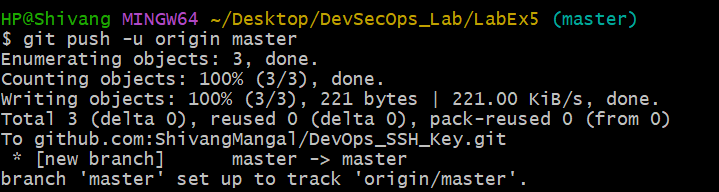 HP@Shivang MINGW64 ~/Desktop/DevSecOps_Lab/LabEx5 (master)
$ git push -u origin master
Enumerating objects: 3, done.
Counting objects: 100% (3/3), done.
Writing objects: 100% (3/3), 221 bytes | 221.00 KiB/s, done.
Total 3 (delta 0), reused 0 (delta 0), pack-reused 0 (from 0)
To github.com:ShivangMangal/DevOps_SSH_Key.git
 * [new branch]      master -> master
branch 'master' set up to track 'origin/master'.